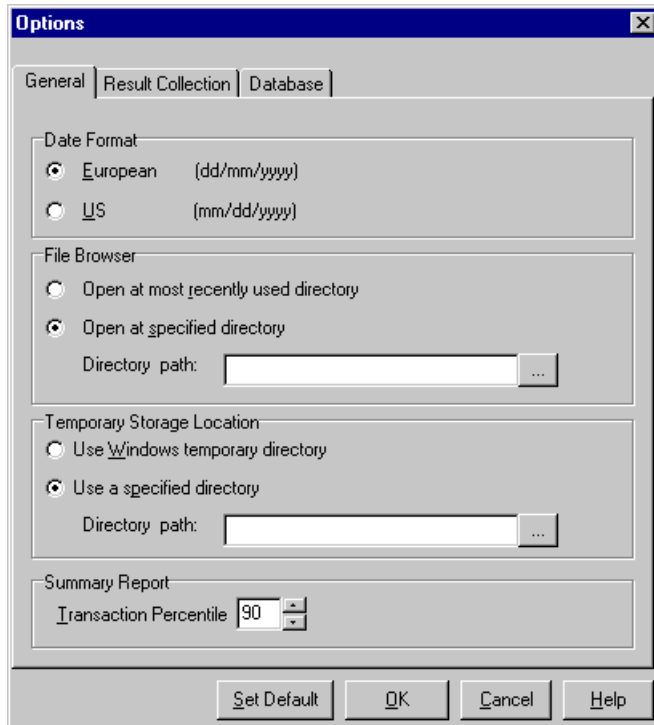 Options
General Result Collection Database
Date Format
European (dd/mm/yyyy)
US (mm/dd/yyyy)
File Browser
Open at most recently used directory
Open at specified directory
Directory path: ...
Temporary Storage Location
Use Windows temporary directory
Use a specified directory
Directory path: ...
Summary Report
Transaction Percentile 90
Set Default OK Cancel Help